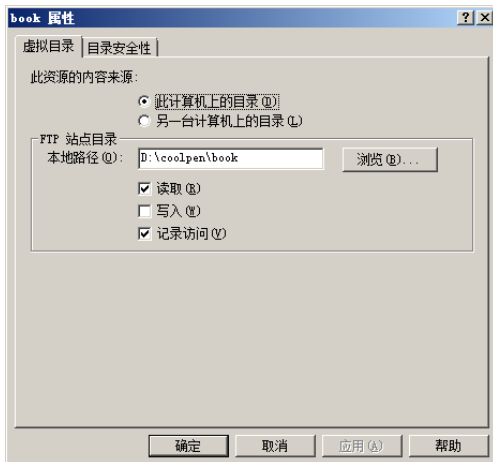 book 属性
虚拟目录 目录安全性
此资源的内容来源:
此计算机上的目录(D)
另一台计算机上的目录(L)
FTP 站点目录
本地路径(O): D:\coolpen\book 浏览(B)...
读取(R)
写入(W)
记录访问(V)
确定 取消 应用(A) 帮助